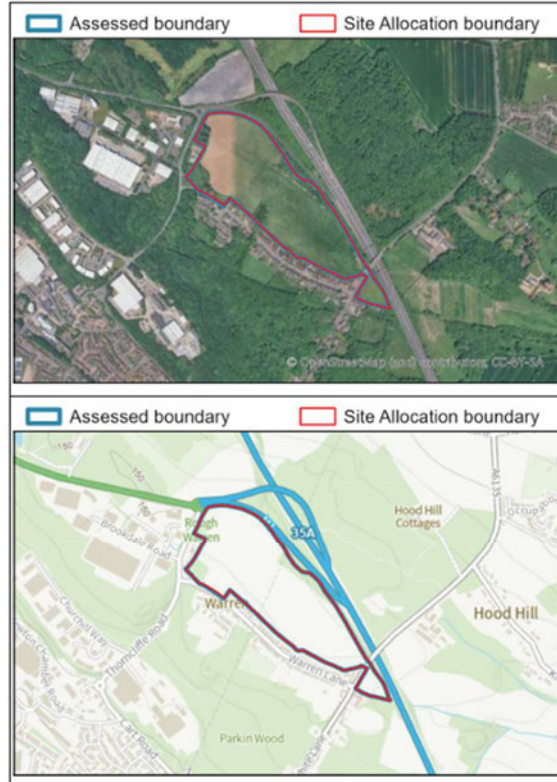 Assessed boundary Site Allocation boundary
© OpenStreetMap (and) contributors, CC-BY-SA
Assessed boundary Site Allocation boundary
150
150
150
A6135
Hood Hill
Cottages
35A
Rough
Warren
Brookdale Road
Hood Hill
Warren
Churchill Way
Thorncliffe Road
Warren Lane
Cart Road
Parkin Wood